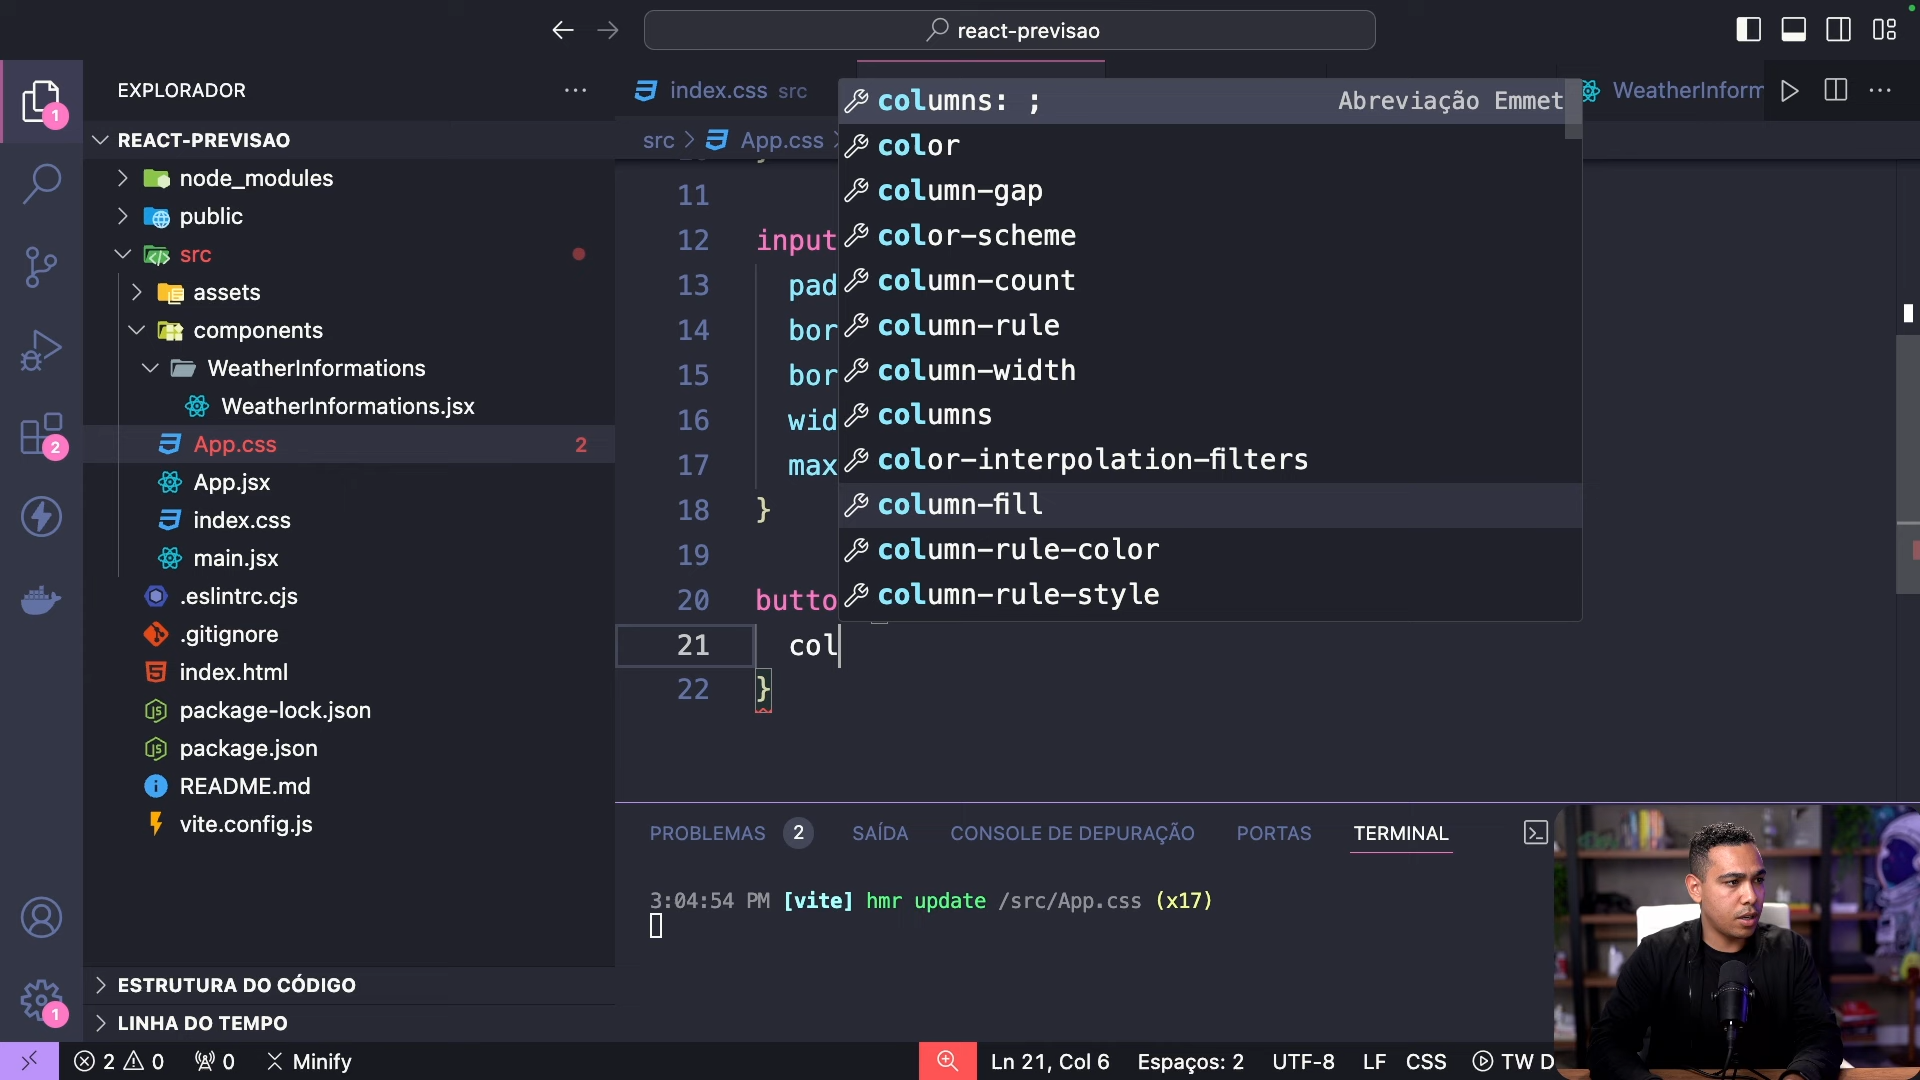 react-previsao
EXPLORADOR
REACT-PREVISAO
node_modules
public
src
assets
components
WeatherInformations
WeatherInformations.jsx
App.css 2
App.jsx
index.css
main.jsx
.eslintrc.cjs
.gitignore
index.html
package-lock.json
package.json
README.md
vite.config.js
ESTRUTURA DO CÓDIGO
LINHA DO TEMPO
1
2
1
index.css src
WeatherInform
src > App.css
columns: ; Abreviação Emmet
color
column-gap
color-scheme
column-count
column-rule
column-width
columns
color-interpolation-filters
column-fill
column-rule-color
column-rule-style
11
12 input
13 pad
14 bor
15 bor
16 wid
17 max
18 }
19
20 butto
21 col
22 }
PROBLEMAS 2 SAÍDA CONSOLE DE DEPURAÇÃO PORTAS TERMINAL
3:04:54 PM [vite] hmr update /src/App.css (x17)
2 0 0 Minify Ln 21, Col 6 Espaços: 2 UTF-8 LF CSS TW D